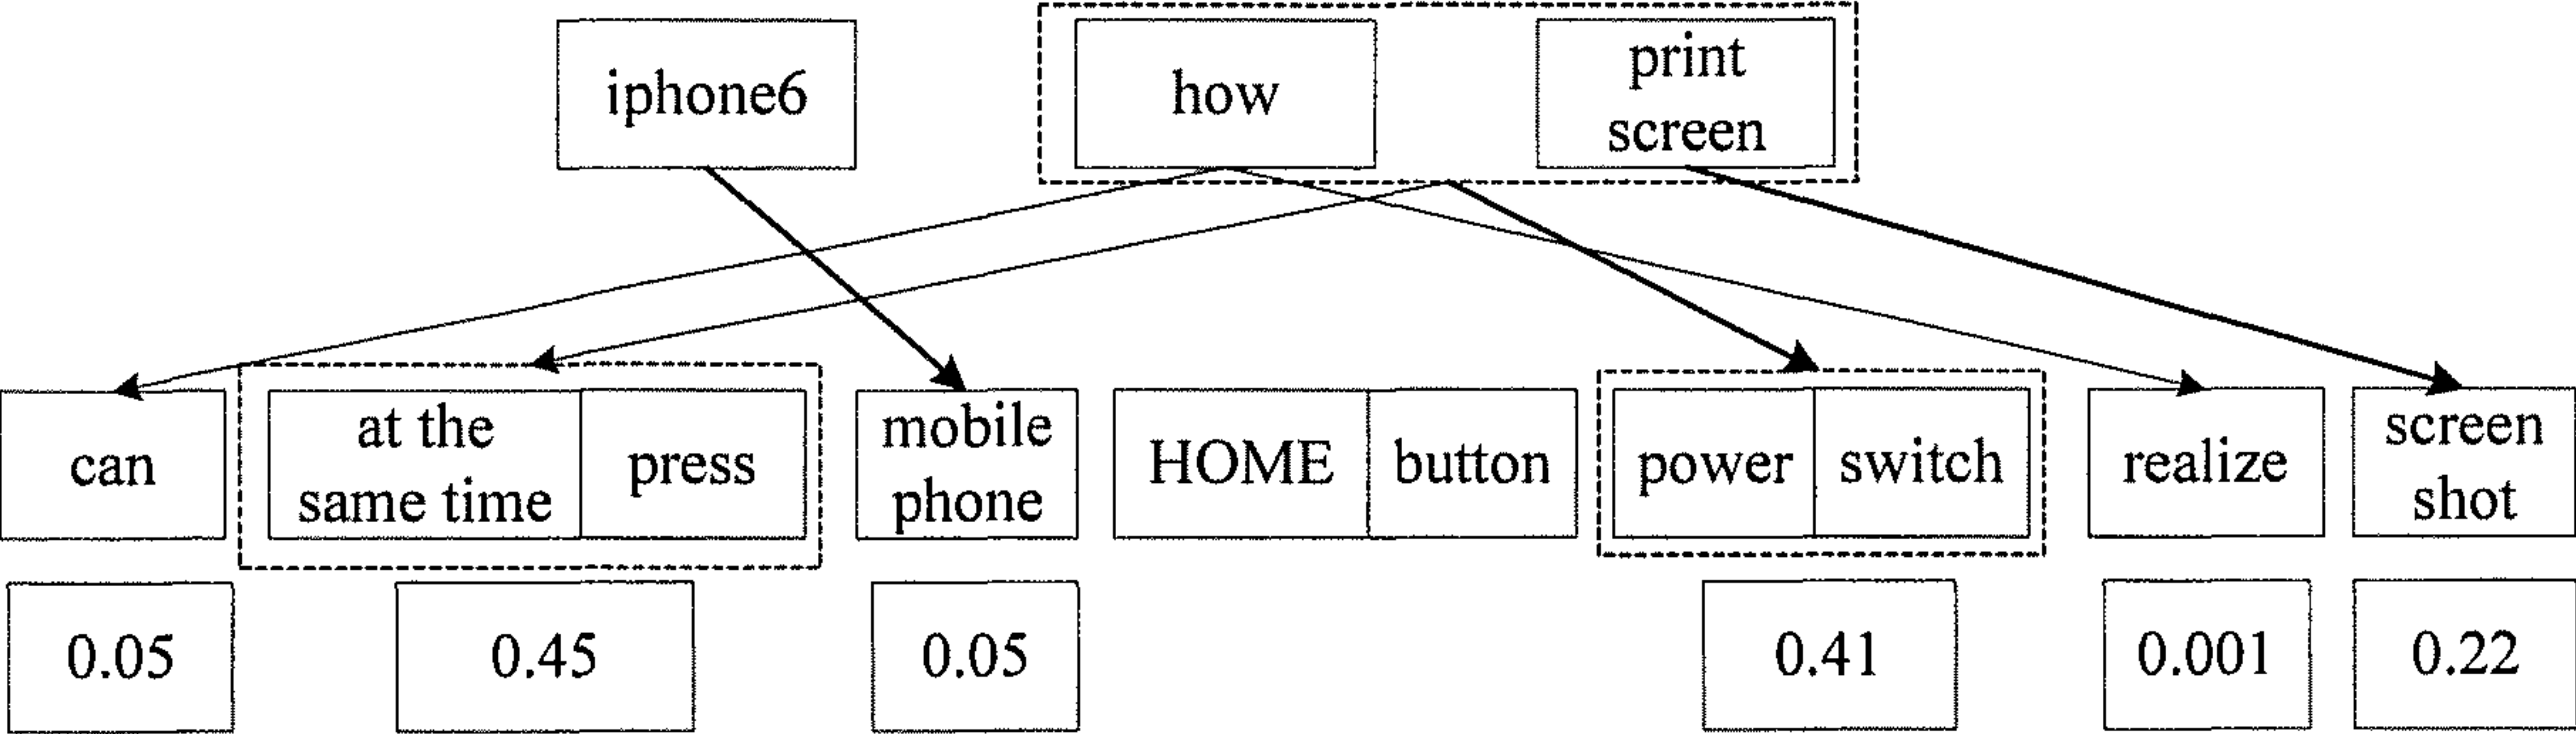 iphone6
how
print
screen
can
at the
same time
press
mobile
phone
HOME
button
power
switch
realize
screen
shot
0.05
0.45
0.05
0.41
0.001
0.22